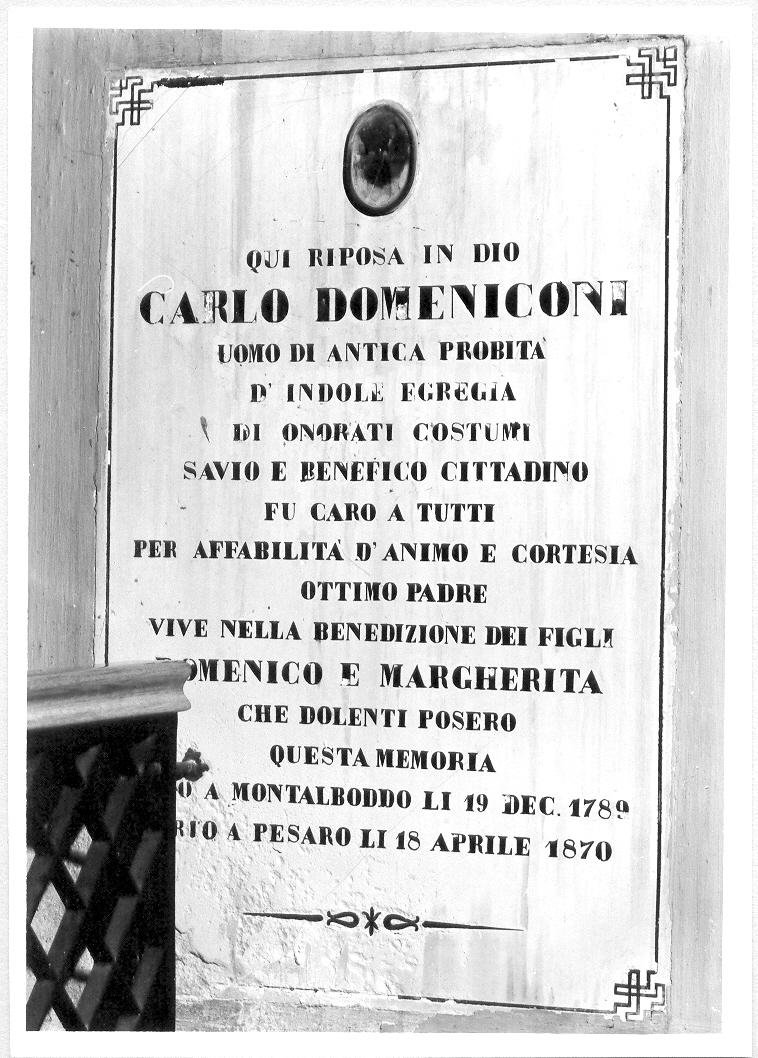 QUI RIPOSA IN DIO
CARLO DOMENICONI
UOMO DI ANTICA PROBITÀ
D' INDOLE EGREGIA
DI ONORATI COSTUMI
SAVIO E BENEFICO CITTADINO
FU CARO A TUTTI
PER AFFABILITÀ D'ANIMO E CORTESIA
OTTIMO PADRE
VIVE NELLA BENEDIZIONE DEI FIGLI
DOMENICO E MARGHERITA
CHE DOLENTI POSERO
QUESTA MEMORIA
O A MONTALBODDO LI 19 DEC. 1789
RTO A PESARO LI 18 APRILE 1870